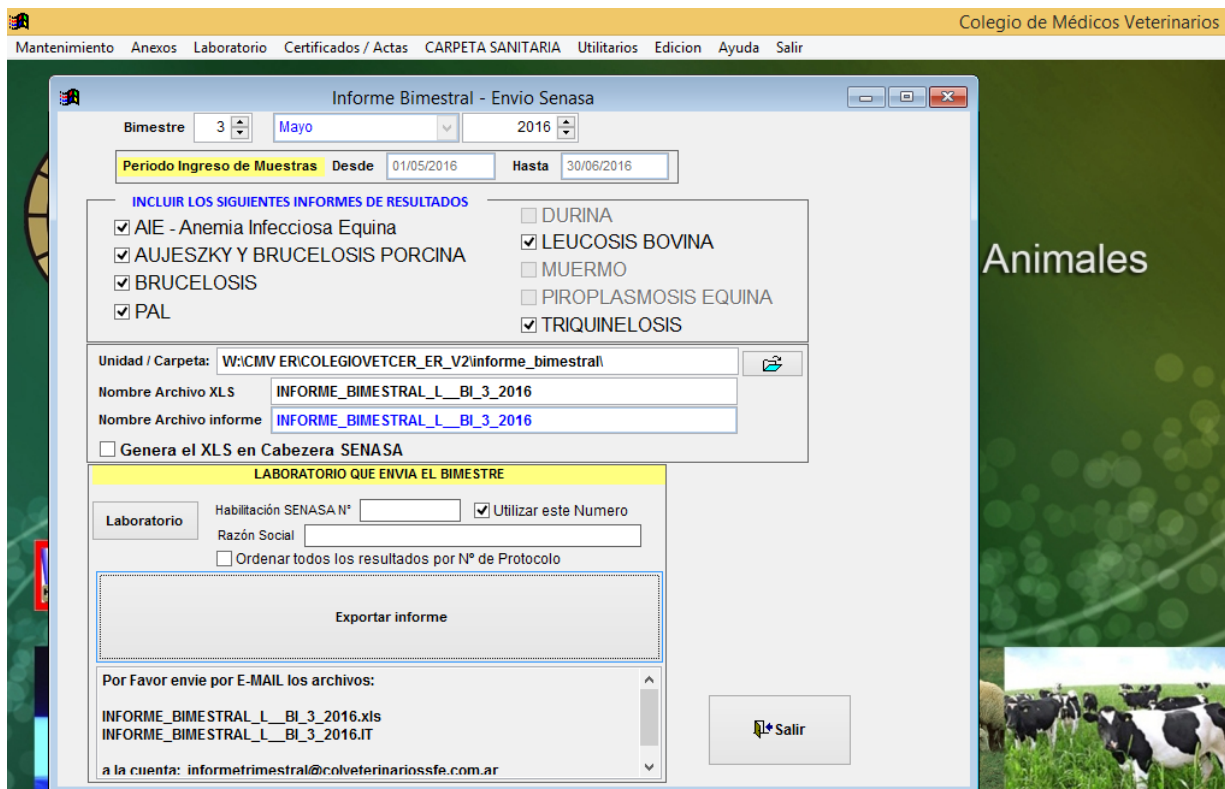 Colegio de Médicos Veterinarios
Mantenimiento Anexos Laboratorio Certificados / Actas CARPETA SANITARIA Utilitarios Edicion Ayuda Salir
Informe Bimestral - Envio Senasa
Bimestre 3 Mayo 2016
Periodo Ingreso de Muestras Desde 01/05/2016 Hasta 30/06/2016
INCLUIR LOS SIGUIENTES INFORMES DE RESULTADOS
AIE - Anemia Infecciosa Equina
AUJESZKY Y BRUCELOSIS PORCINA
BRUCELOSIS
PAL
DURINA
LEUCOSIS BOVINA
MUERMO
PIROPLASMOSIS EQUINA
TRIQUINELOSIS
Animales
Unidad / Carpeta: W:\CMV ER\COLEGIOVETCER_ER_V2\informe_bimestral\
Nombre Archivo XLS INFORME_BIMESTRAL_L__BI_3_2016
Nombre Archivo informe INFORME_BIMESTRAL_L__BI_3_2016
Genera el XLS en Cabezera SENASA
LABORATORIO QUE ENVIA EL BIMESTRE
Laboratorio
Habilitación SENASA N° Utilizar este Numero
Razón Social
Ordenar todos los resultados por Nº de Protocolo
Exportar informe
Por Favor envie por E-MAIL los archivos:
INFORME_BIMESTRAL_L__BI_3_2016.xls
INFORME_BIMESTRAL_L__BI_3_2016.IT
a la cuenta: informetrimestral@colveterinariossfe.com.ar
Salir